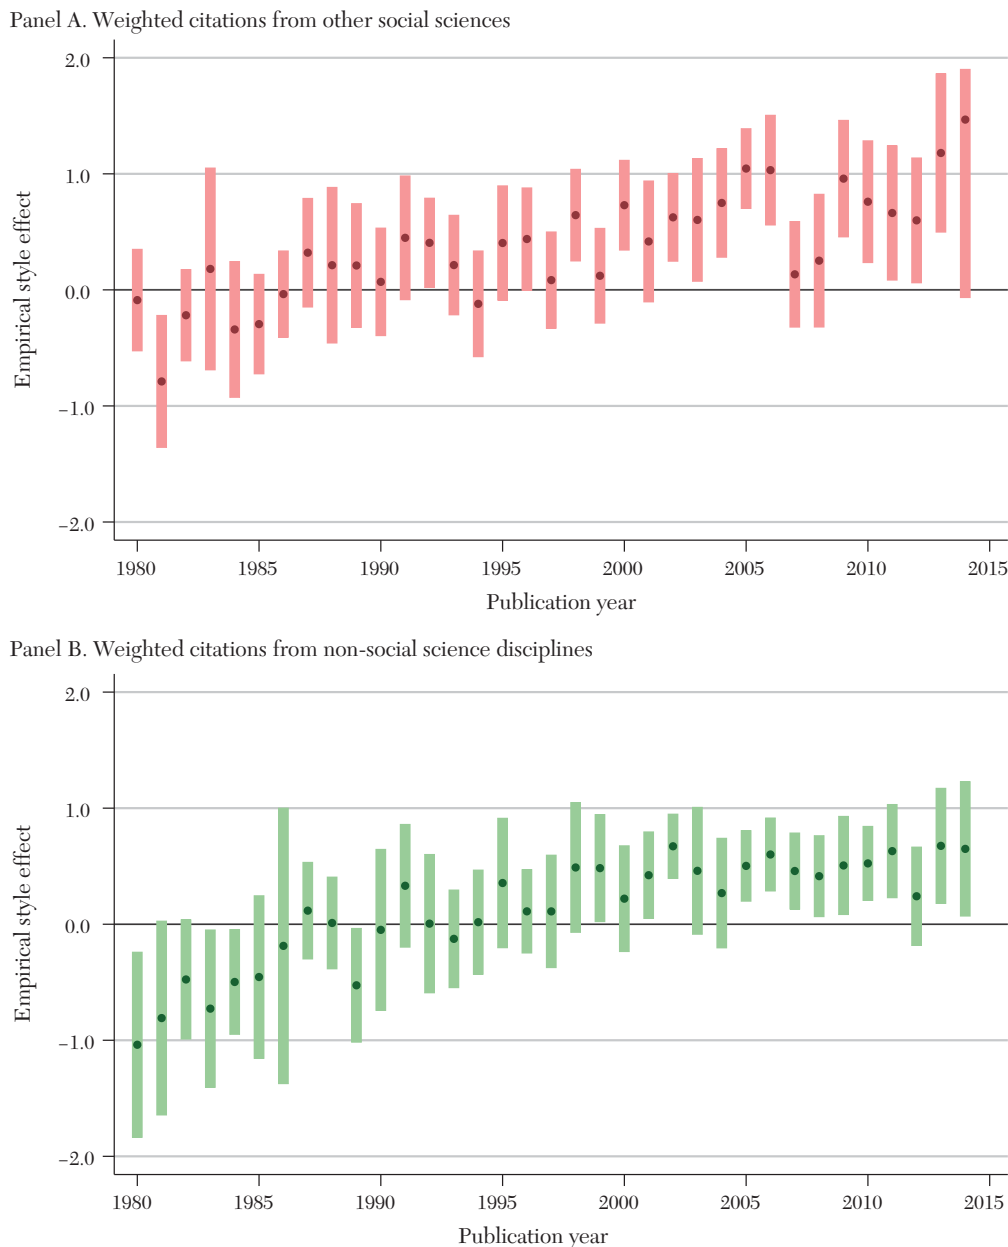 Panel A. Weighted citations from other social sciences
2.0
1.0
0.0
−1.0
−2.0
Empirical style effect
1980 1985 1990 1995 2000 2005 2010 2015
Publication year
Panel B. Weighted citations from non-social science disciplines
2.0
1.0
0.0
−1.0
−2.0
Empirical style effect
1980 1985 1990 1995 2000 2005 2010 2015
Publication year